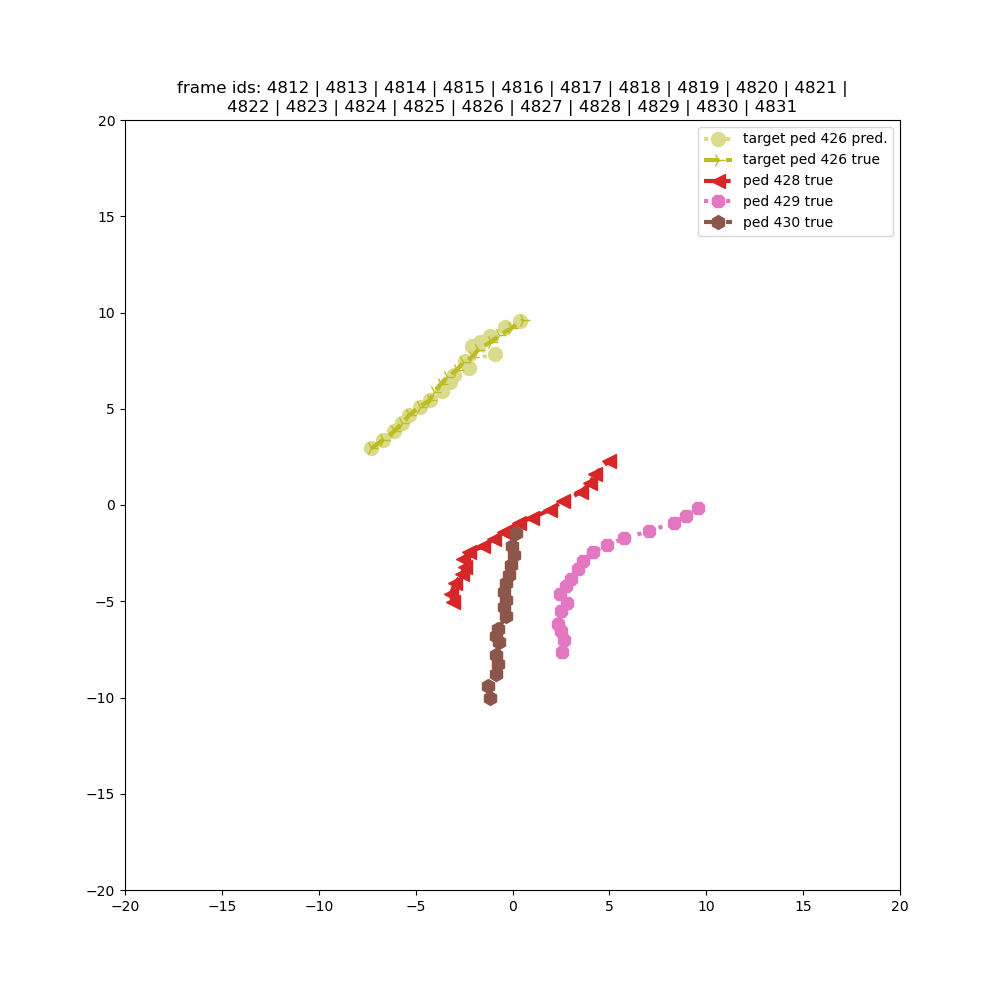 frame ids: 4812 | 4813 | 4814 | 4815 | 4816 | 4817 | 4818 | 4819 | 4820 | 4821 |
4822 | 4823 | 4824 | 4825 | 4826 | 4827 | 4828 | 4829 | 4830 | 4831
target ped 426 pred.
target ped 426 true
ped 428 true
ped 429 true
ped 430 true
20
15
10
5
0
−5
−10
−15
−20
−20 −15 −10 −5 0 5 10 15 20